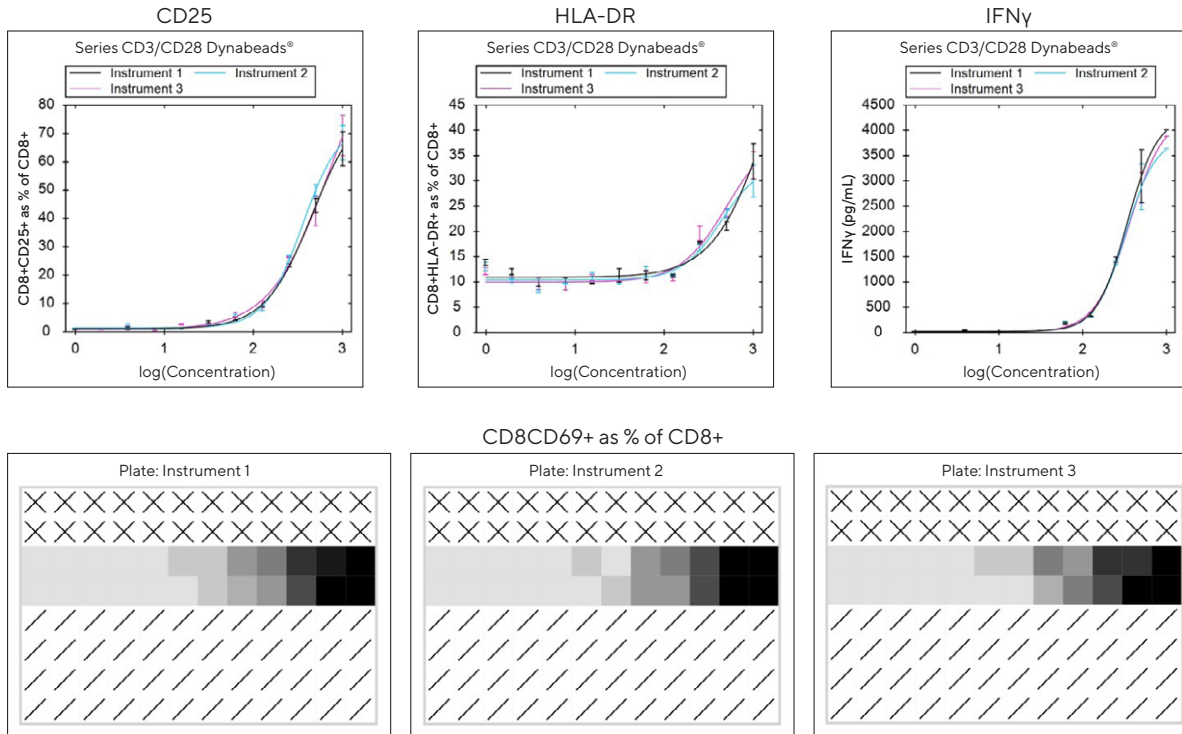 CD25
Series CD3/CD28 Dynabeads®
Instrument 1 Instrument 2
Instrument 3
CD8+CD25+ as % of CD8+
80
70
60
50
40
30
20
10
0
0 1 2 3
log(Concentration)
HLA-DR
Series CD3/CD28 Dynabeads®
Instrument 1 Instrument 2
Instrument 3
CD8+HLA-DR+ as % of CD8+
45
40
35
30
25
20
15
10
5
0
0 1 2 3
log(Concentration)
IFNγ
Series CD3/CD28 Dynabeads®
Instrument 1 Instrument 2
Instrument 3
IFNγ (pg/mL)
4500
4000
3500
3000
2500
2000
1500
1000
500
0
0 1 2 3
log(Concentration)
CD8CD69+ as % of CD8+
Plate: Instrument 1
Plate: Instrument 2
Plate: Instrument 3